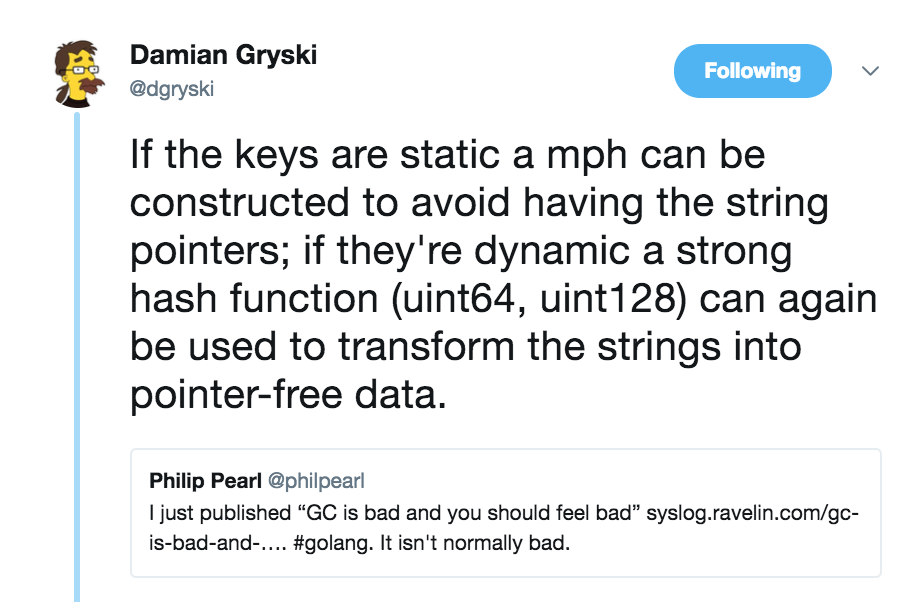 Damian Gryski
@dgryski
Following
If the keys are static a mph can be
constructed to avoid having the string
pointers; if they're dynamic a strong
hash function (uint64, uint128) can again
be used to transform the strings into
pointer-free data.
Philip Pearl @philpearl
I just published “GC is bad and you should feel bad” syslog.ravelin.com/gc-
is-bad-and-…. #golang. It isn't normally bad.